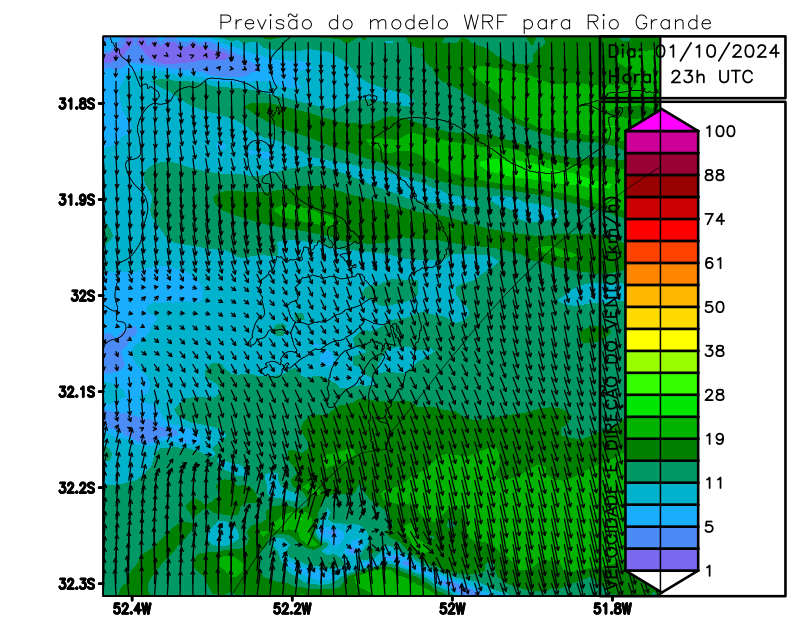 Previsão do modelo WRF para Rio Grande
Dia: 01/10/2024
Hora: 23h UTC
31.8S
31.9S
32S
32.1S
32.2S
32.3S
52.4W
52.2W
52W
51.8W
VELOCIDADE E DIREÇÃO DO VENTO (km/h)
100
88
74
61
50
38
28
19
11
5
1